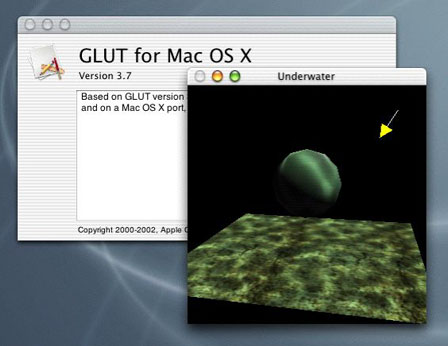 GLUT for Mac OS X
Version 3.7
Based on GLUT version
and on a Mac OS X port,
Copyright 2000-2002, Apple
Underwater